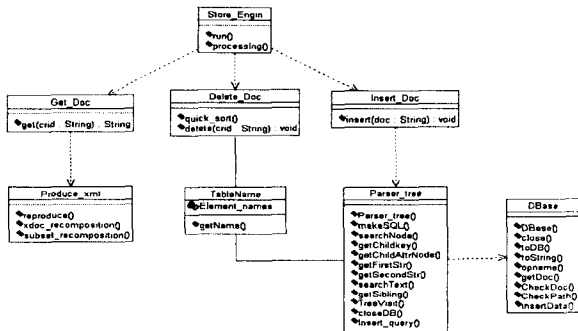 Store_Engin
run()
processing()
Get_Doc
get(crid : String) : String
Delete_Doc
quick_sort()
delete(crid : String) : void
Insert_Doc
insert(doc : String) : void
Produce_xml
reproduce()
xdoc_recomposition()
subset_recomposition()
TableName
Element_names
getName()
Parser_tree
Parser_tree()
makeSQL()
searchNode()
getChildkey()
getChildAttrNode()
getFirstStr()
getSecondStr()
searchText()
getSibling()
TreeVisit()
closeDB()
Insert_query()
DBase
DBase()
close()
toDB()
toString()
opname()
getDoc()
CheckDoc()
CheckPath()
insertData()